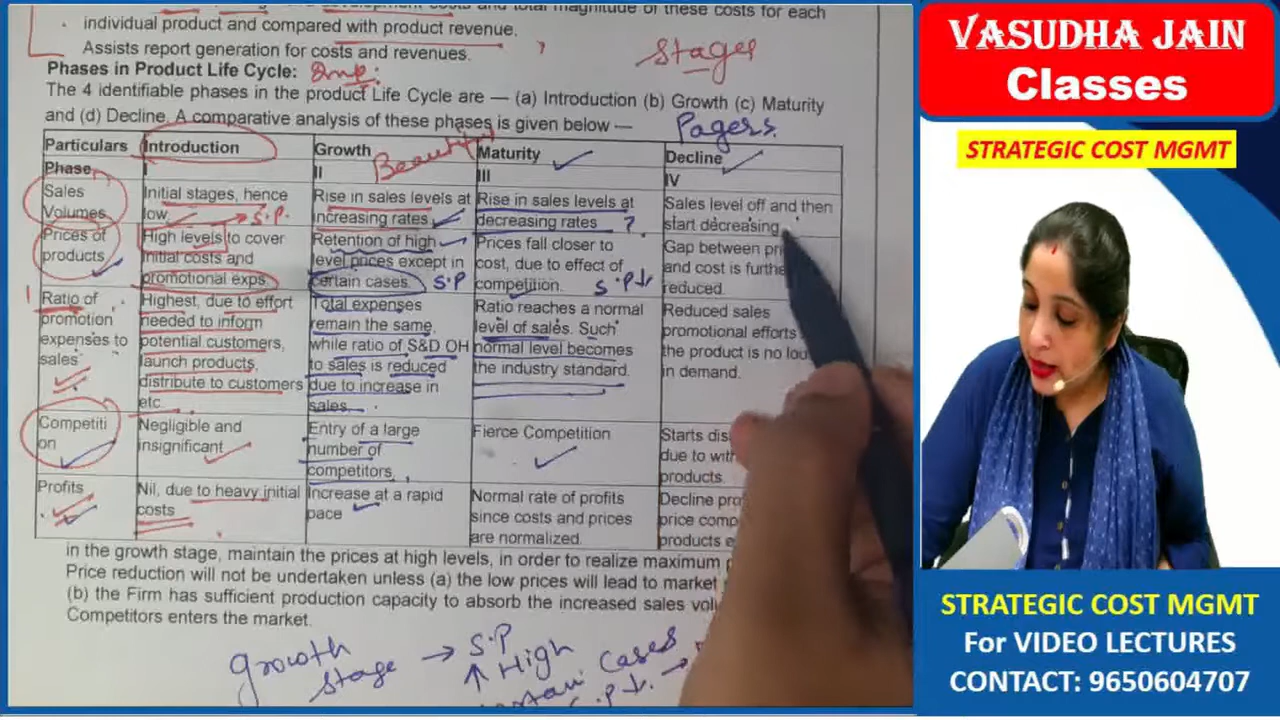 individual product and compared with product revenue.
Assists report generation for costs and revenues.
Stages
Phases in Product Life Cycle: Imp:
The 4 identifiable phases in the product Life Cycle are — (a) Introduction (b) Growth (c) Maturity
and (d) Decline. A comparative analysis of these phases is given below —
Pagers.
Particulars Introduction Growth Maturity Decline
Beautiful
Phase I II III IV
Sales Volumes
Initial stages, hence low.
S.P.
Rise in sales levels at increasing rates
Rise in sales levels at decreasing rates ?
Sales level off and then start decreasing
Prices of products
High levels to cover initial costs and promotional exps.
Retention of high level prices except in certain cases. S.P
Prices fall closer to cost, due to effect of competition. S.P↓
Gap between and cost is reduced.
1 Ratio of promotion expenses to sales
Highest, due to effort needed to inform potential customers, launch products, distribute to customers etc.
Total expenses remain the same, while ratio of S&D OH to sales is reduced due to increase in sales.
Ratio reaches a normal level of sales. Such normal level becomes the industry standard.
Reduced sales promotional efforts the product is no in demand.
Competiti on
Negligible and insignificant
Entry of a large number of competitors.
Fierce Competition
Starts due to products.
Profits
Nil, due to heavy initial costs
Increase at a rapid pace
Normal rate of profits since costs and prices are normalized.
Decline price products
in the growth stage, maintain the prices at high levels, in order to realize maximum
Price reduction will not be undertaken unless (a) the low prices will lead to market
(b) the Firm has sufficient production capacity to absorb the increased sales
Competitors enters the market.
Growth stage → S.P
↑ High
Cases
S.P↓. →
VASUDHA JAIN
Classes
STRATEGIC COST MGMT
STRATEGIC COST MGMT
For VIDEO LECTURES
CONTACT: 9650604707